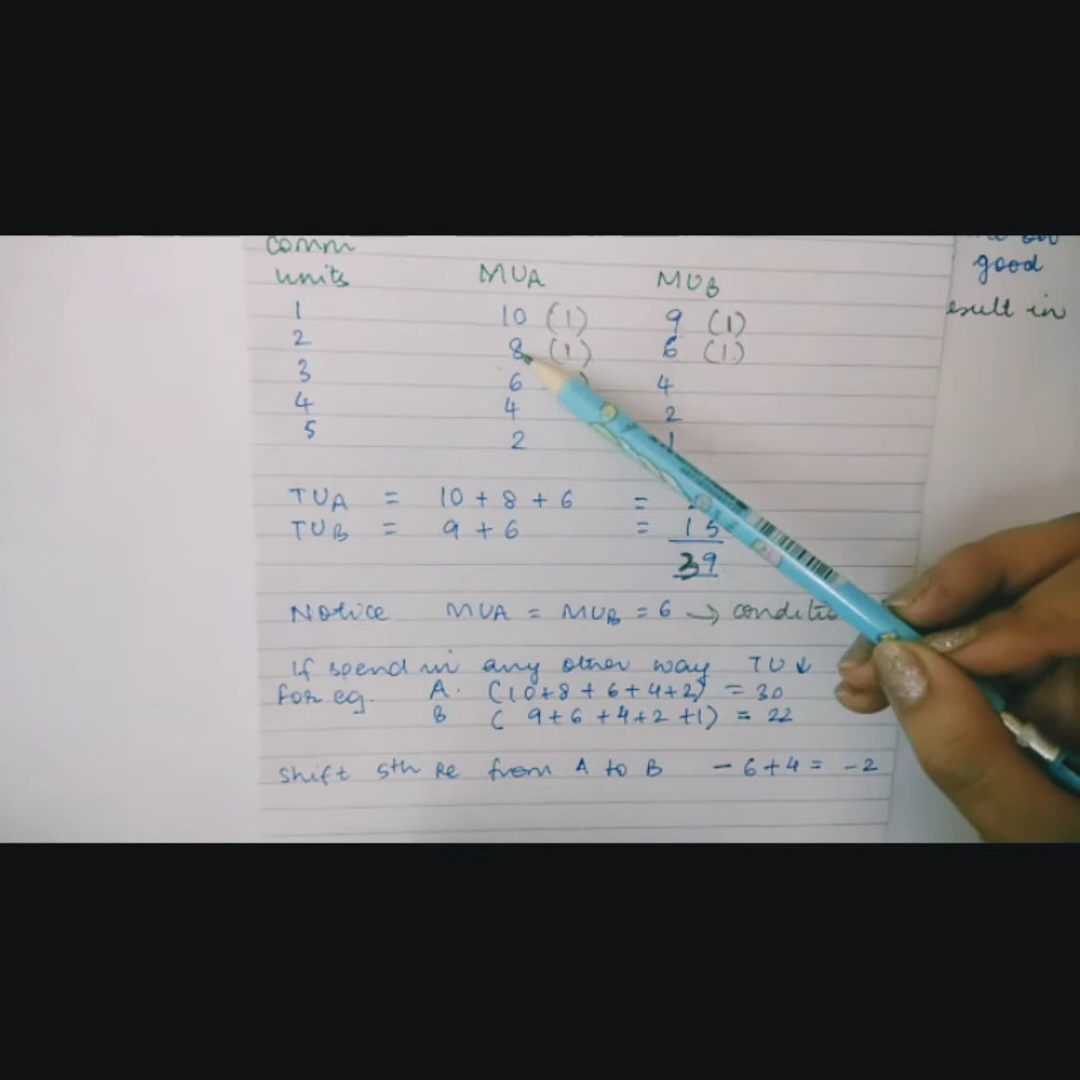 comm
units MUA MUB
1 10 (1) 9 (1)
2 8 (1) 6 (1)
3 6 4
4 4 2
5 2 1
TUA = 10 + 8 + 6 =
TUB = 9 + 6 = 15
39
Notice MUA = MUB = 6 →
If spend in any other way TU ↓
for eg. A. (10+8+6+4+2) = 30
B ( 9+6+4+2+1) = 22
Shift 5th Re from A to B -6+4 = -2
good